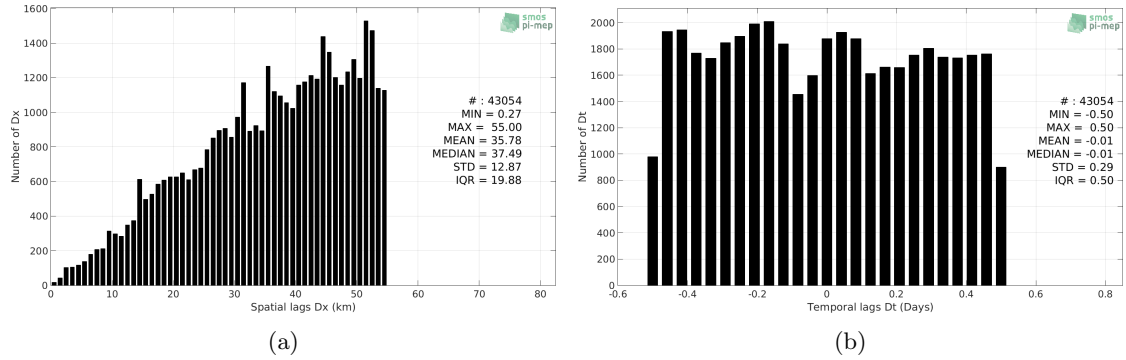 1600
1400
1200
1000
800
600
400
200
0
Number of Dx
smos
pi-mep
# : 43054
MIN = 0.27
MAX = 55.00
MEAN = 35.78
MEDIAN = 37.49
STD = 12.87
IQR = 19.88
0 10 20 30 40 50 60 70 80
Spatial lags Dx (km)
(a)
2000
1800
1600
1400
1200
1000
800
600
400
200
0
Number of Dt
smos
pi-mep
# : 43054
MIN = -0.50
MAX = 0.50
MEAN = -0.01
MEDIAN = -0.01
STD = 0.29
IQR = 0.50
-0.6 -0.4 -0.2 0 0.2 0.4 0.6 0.8
Temporal lags Dt (Days)
(b)